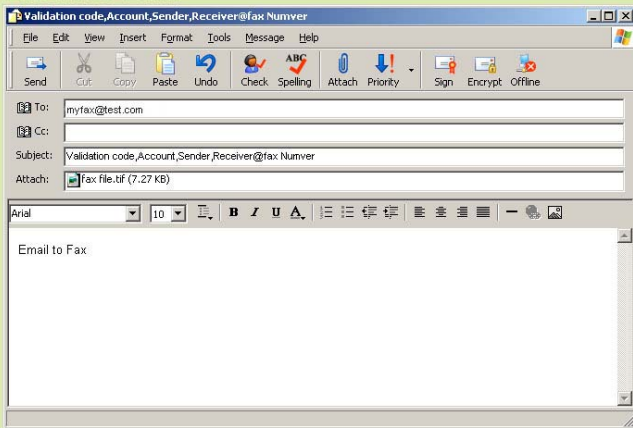 Validation code,Account,Sender,Receiver@fax Numver
File Edit View Insert Format Tools Message Help
Send Cut Copy Paste Undo Check Spelling Attach Priority Sign Encrypt Offline
To: myfax@test.com
Cc:
Subject: Validation code,Account,Sender,Receiver@fax Numver
Attach: fax file.tif (7.27 KB)
Arial 10 B I U A
Email to Fax